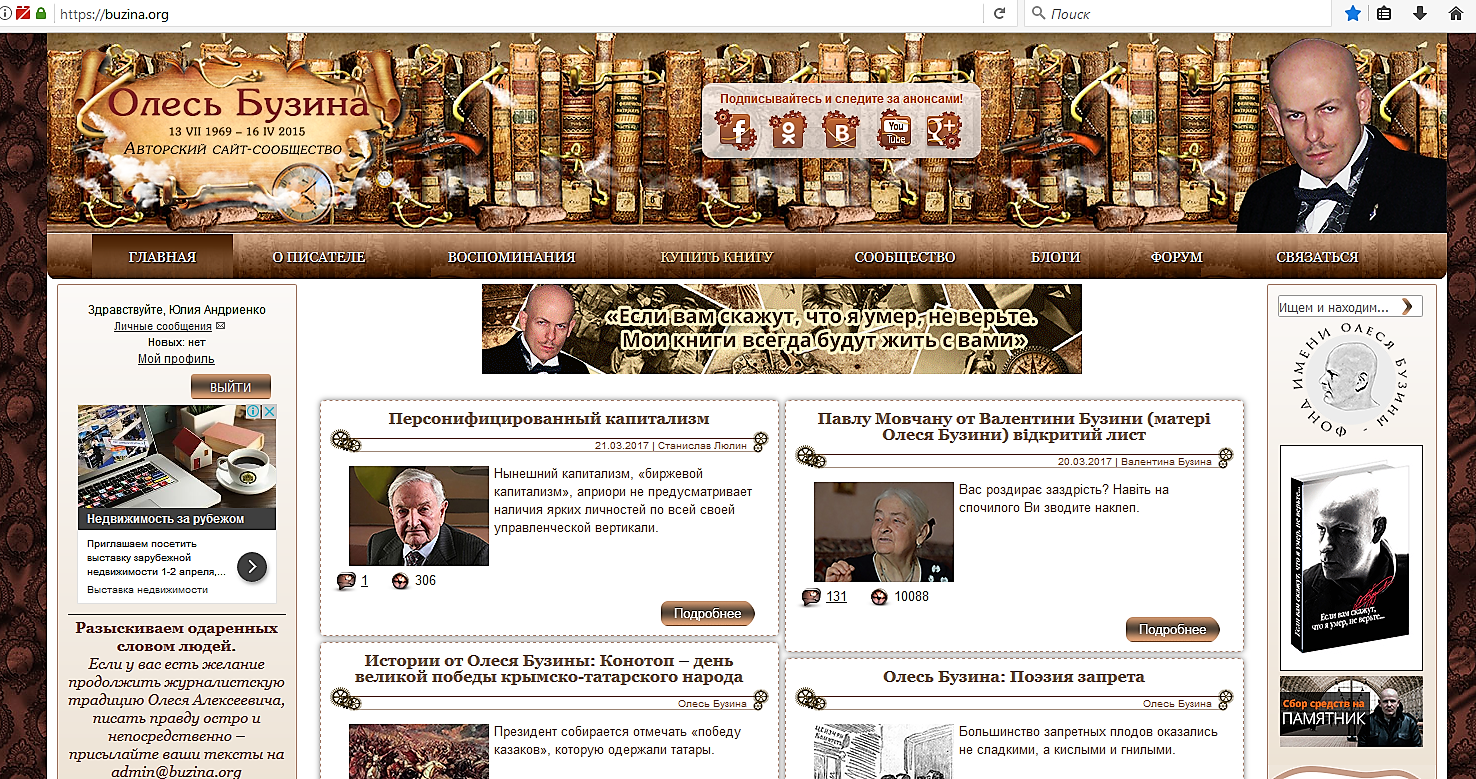 https://buzina.org
Поиск
Олесь Бузина
13 VII 1969 – 16 IV 2015
Авторский сайт-сообщество
Подписывайтесь и следите за анонсами!
f
B
You
Tube
g+
ГЛАВНАЯ
О ПИСАТЕЛЕ
ВОСПОМИНАНИЯ
КУПИТЬ КНИГУ
СООБЩЕСТВО
БЛОГИ
ФОРУМ
СВЯЗАТЬСЯ
Здравствуйте, Юлия Андриенко
Личные сообщения
Новых: нет
Мой профиль
ВЫЙТИ
Недвижимость за рубежом
Приглашаем посетить
выставку зарубежной
недвижимости 1-2 апреля,...
Выставка недвижимости
Разыскиваем одаренных
словом людей.
Если у вас есть желание
продолжить журналистскую
традицию Олеся Алексеевича,
писать правду остро и
непосредственно –
присылайте ваши тексты на
admin@buzina.org
«Если вам скажут, что я умер, не верьте.
Мои книги всегда будут жить с вами»
Персонифицированный капитализм
21.03.2017 | Станислав Люлин
Нынешний капитализм, «биржевой
капитализм», априори не предусматривает
наличия ярких личностей по всей своей
управленческой вертикали.
1
306
Подробнее
Истории от Олеся Бузины: Конотоп – день
великой победы крымско-татарского народа
Олесь Бузина
Президент собирается отмечать «победу
казаков», которую одержали татары.
Павлу Мовчану от Валентини Бузини (матері
Олеся Бузини) відкритий лист
20.03.2017 | Валентина Бузина
Вас роздирає заздрість? Навіть на
спочилого Ви зводите наклеп.
131
10088
Подробнее
Олесь Бузина: Поэзия запрета
Олесь Бузина
Большинство запретных плодов оказались
не сладкими, а кислыми и гнилыми.
Ищем и находим...
ФОНД ИМЕНИ ОЛЕСЯ БУЗИНЫ
Если вам скажут, что я умер, не верьте...
Если вам скажут,
что я умер, не верьте...
Сбор средств на
ПАМЯТНИК